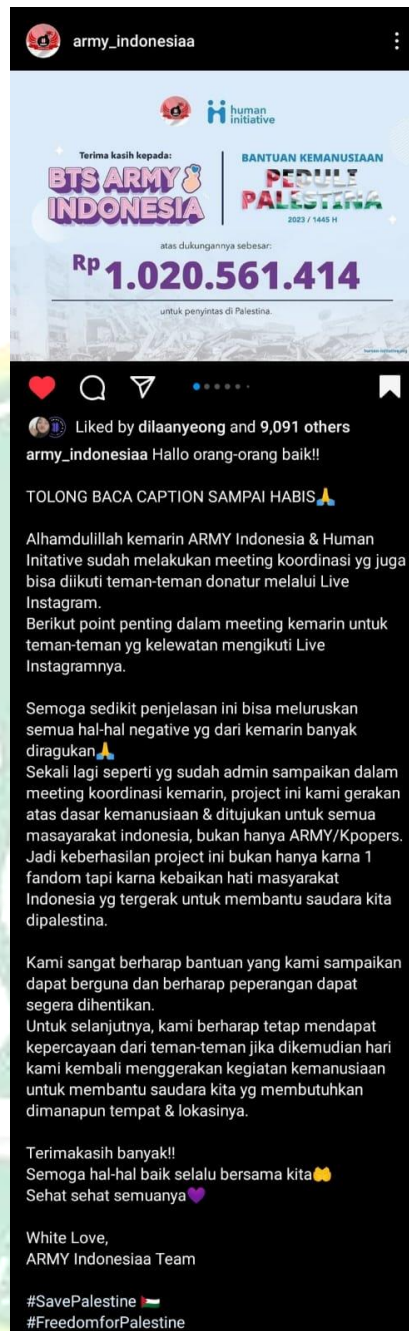 army_indonesiaa
human
initiative
Terima kasih kepada:
BTS ARMY
INDONESIA
BANTUAN KEMANUSIAAN
PEDULI
PALESTINA
2023 / 1445 H
atas dukungannya sebesar:
Rp 1.020.561.414
untuk penyintas di Palestina.
Liked by dilaanyeong and 9,091 others
army_indonesiaa Hallo orang-orang baik!!
TOLONG BACA CAPTION SAMPAI HABIS🙏
Alhamdulillah kemarin ARMY Indonesia & Human
Initative sudah melakukan meeting koordinasi yg juga
bisa diikuti teman-teman donatur melalui Live
Instagram.
Berikut point penting dalam meeting kemarin untuk
teman-teman yg kelewatan mengikuti Live
Instagramnya.
Semoga sedikit penjelasan ini bisa meluruskan
semua hal-hal negative yg dari kemarin banyak
diragukan🙏
Sekali lagi seperti yg sudah admin sampaikan dalam
meeting koordinasi kemarin, project ini kami gerakan
atas dasar kemanusiaan & ditujukan untuk semua
masayarakat indonesia, bukan hanya ARMY/Kpopers.
Jadi keberhasilan project ini bukan hanya karna 1
fandom tapi karna kebaikan hati masyarakat
Indonesia yg tergerak untuk membantu saudara kita
dipalestina.
Kami sangat berharap bantuan yang kami sampaikan
dapat berguna dan berharap peperangan dapat
segera dihentikan.
Untuk selanjutnya, kami berharap tetap mendapat
kepercayaan dari teman-teman jika dikemudian hari
kami kembali menggerakan kegiatan kemanusiaan
untuk membantu saudara kita yg membutuhkan
dimanapun tempat & lokasinya.
Terimakasih banyak!!
Semoga hal-hal baik selalu bersama kita🤲
Sehat sehat semuanya💜
White Love,
ARMY Indonesiaa Team
#SavePalestine 🇵🇸
#FreedomforPalestine